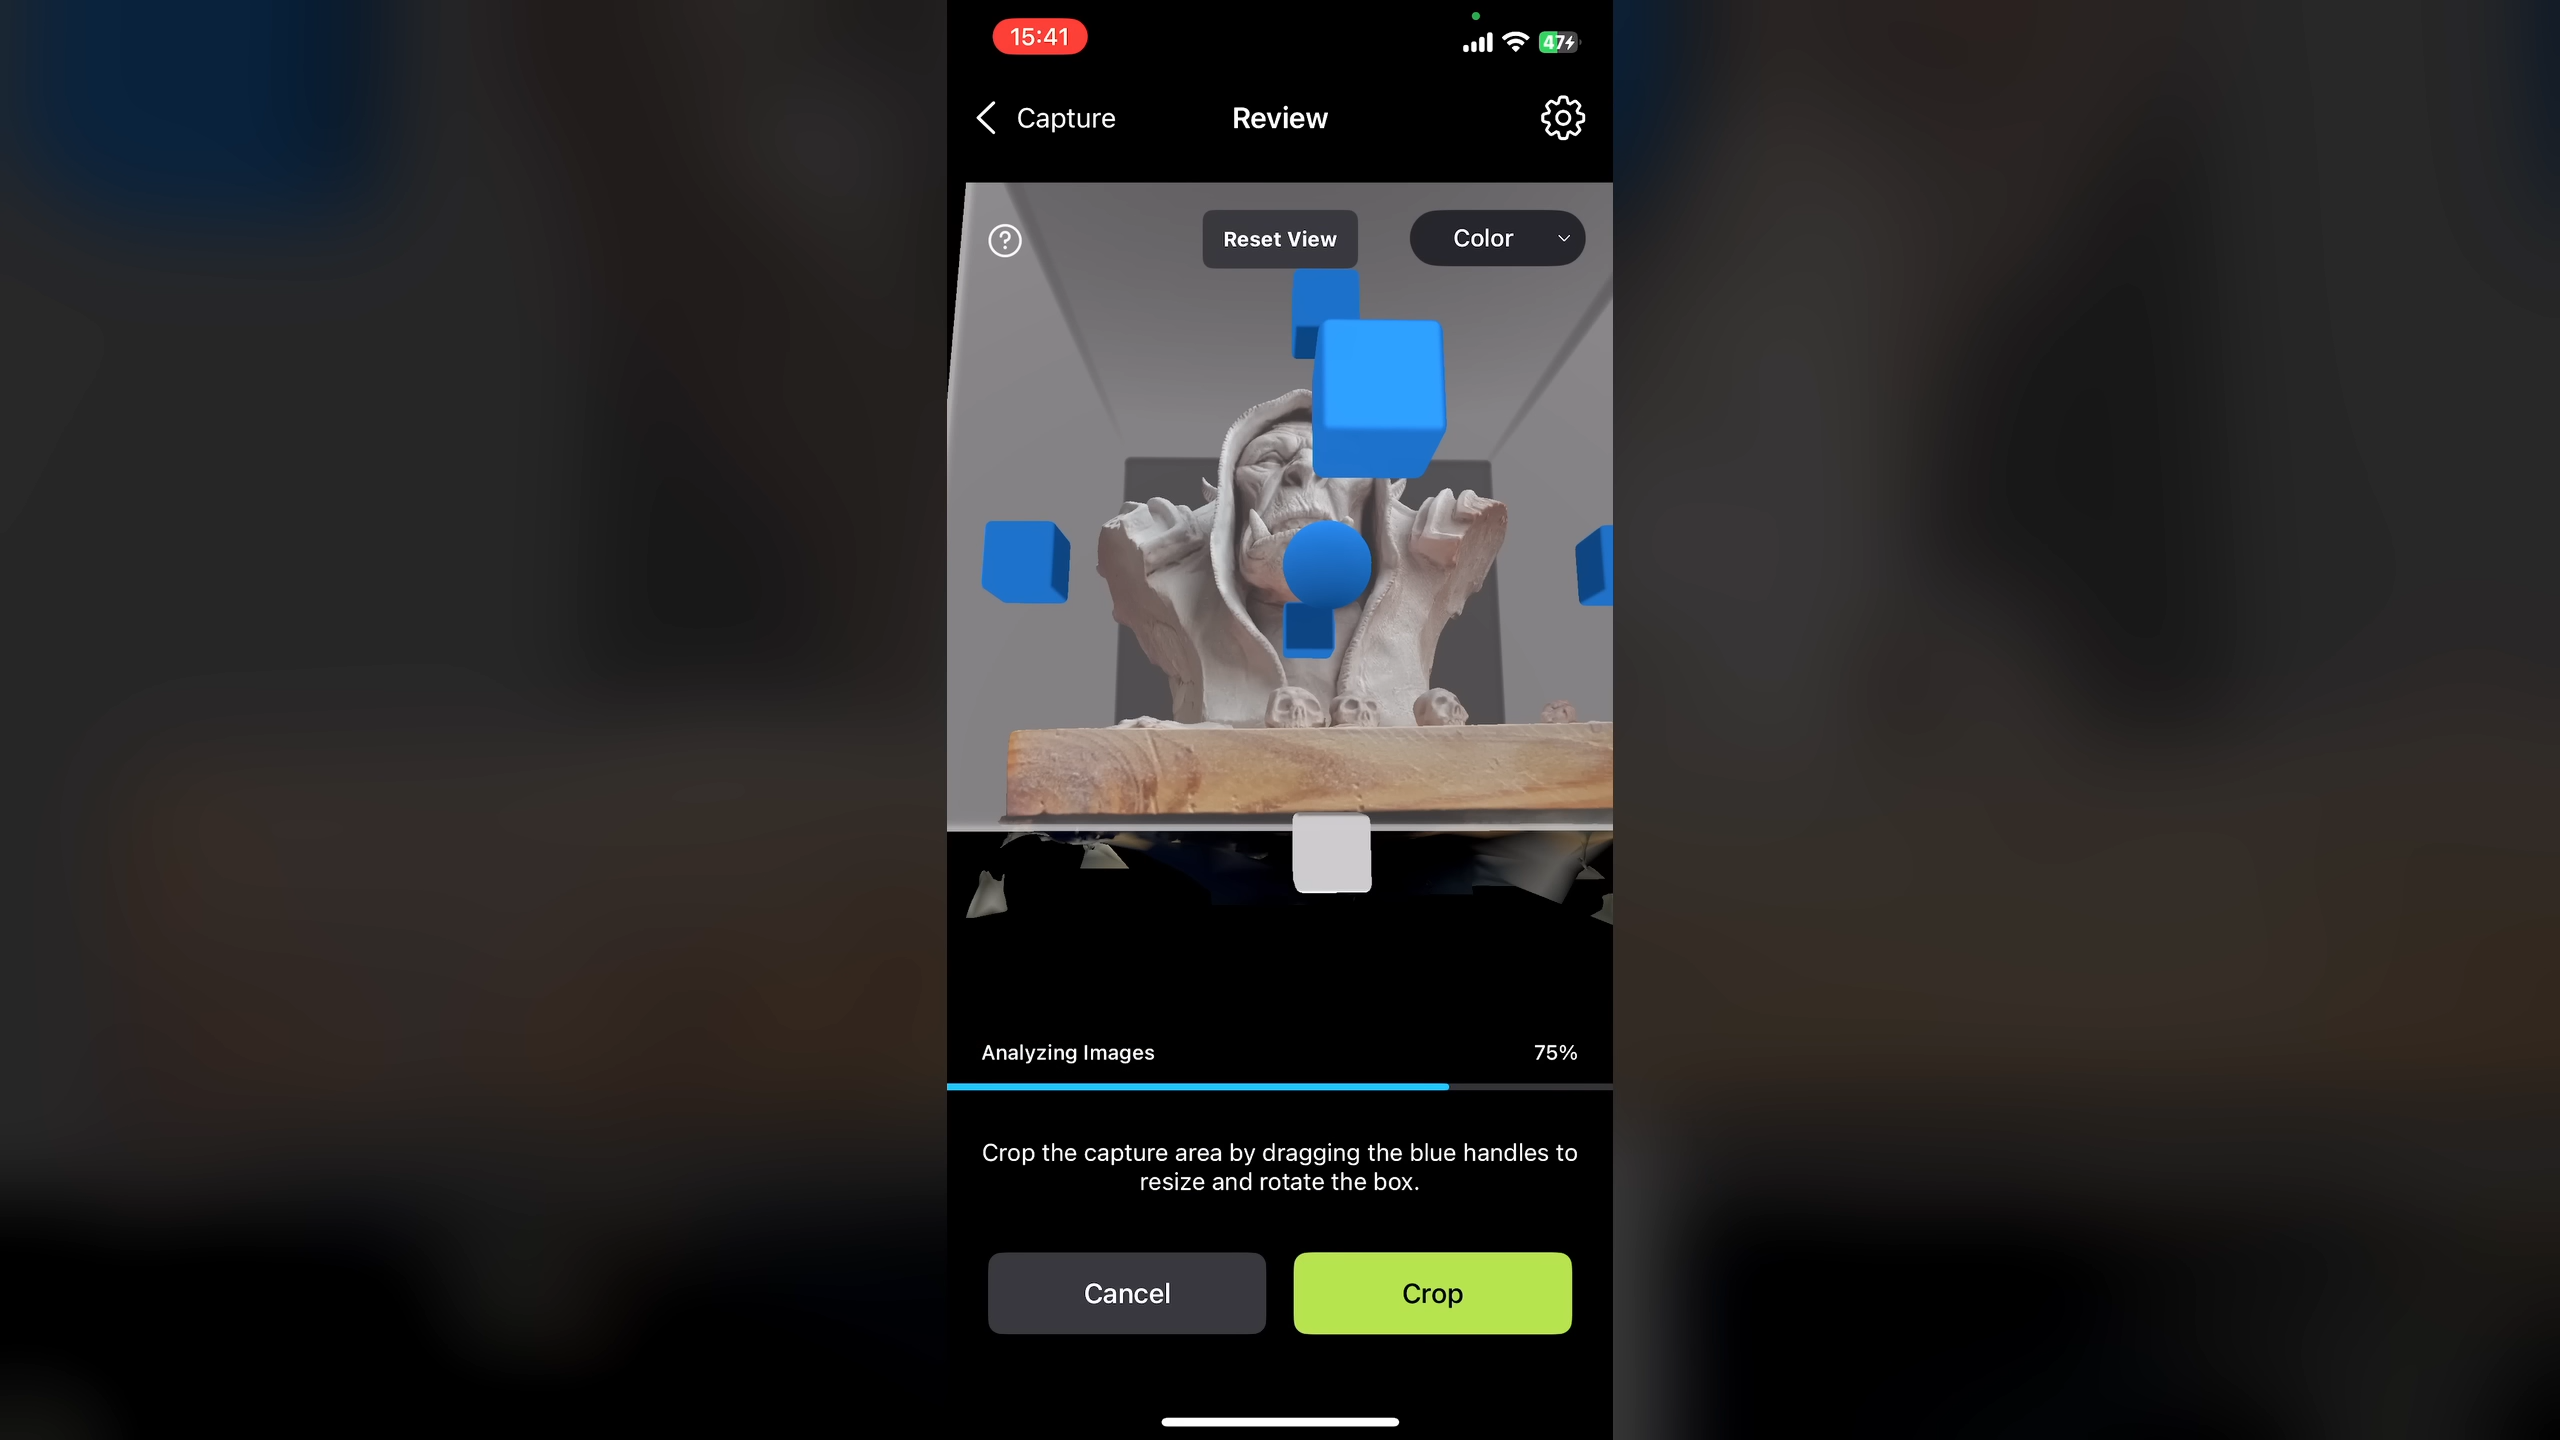 15:41
47
Capture
Review
?
Reset View
Color
Analyzing Images
75%
Crop the capture area by dragging the blue handles to
resize and rotate the box.
Cancel
Crop